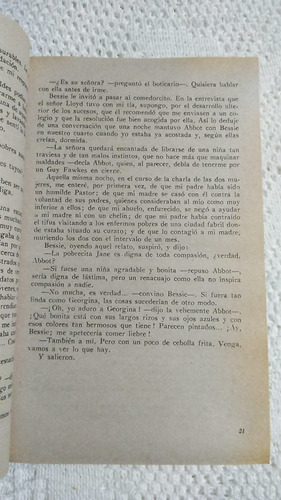 —¿Es su señora? —preguntó el boticario—. Quisiera hablar
con ella antes de irme.
Bessie le invitó a pasar al comedorcito. En la entrevista que
el señor Lloyd tuvo con mi tía, supongo, por el desarrollo ulte-
rior de los sucesos, que él recomendó que me enviasen a un cole-
gio y que la resolución fue bien acogida por ella. Así lo deduje
de una conversación que una noche mantuvo Abbot con Bessie
en nuestro cuarto cuando yo estaba ya acostada y, según ellas
creían, dormida.
—La señora quedará encantada de librarse de una niña tan
traviesa y de tan malos instintos, que no hace más que maquinar
maldades —decía Abbot, quien, al parecer, debía de tenerme por
un Guy Fawkes en ciernes.
Aquella misma noche, en el curso de la charla de las dos mu-
jeres, me enteré, por primera vez, de que mi padre había sido
un humilde Pastor; de que mi madre se casó con él contra la
voluntad de sus padres, quienes consideraban al mío como muy
inferior a ellos; de que mi abuelo, enfurecido, se negó a ayudar
a mi madre ni con un chelín; de que mi padre había contraído
el tifus visitando a los enfermos pobres de una ciudad fabril don-
de estaba situado su curato; y de que lo contagió a mi madre,
muriendo los dos con el intervalo de un mes.
Bessie, oyendo aquel relato, suspiró, y dijo:
—La pobrecita Jane es digna de todo compasión, ¿verdad,
Abbot?
—Si fuese una niña agradable y bonita —repuso Abbot—,
sería digna de lástima, pero un renacuajo como ella no inspira
compasión a nadie.
—No mucha, es verdad... —convino Bessie—. Si fuera tan
linda como Georgina, las cosas sucederían de otro modo.
—¡Oh, yo adoro a Georgina! —dijo la vehemente Abbot—.
¡Qué bonita está con sus largos rizos y sus ojos azules y con
esos colores tan hermosos que tiene! Parecen pintados... ¡Ay,
Bessie; me apetecería comer liebre!
—También a mí. Pero con un poco de cebolla frita. Venga,
vamos a ver lo que hay.
Y salieron.
21